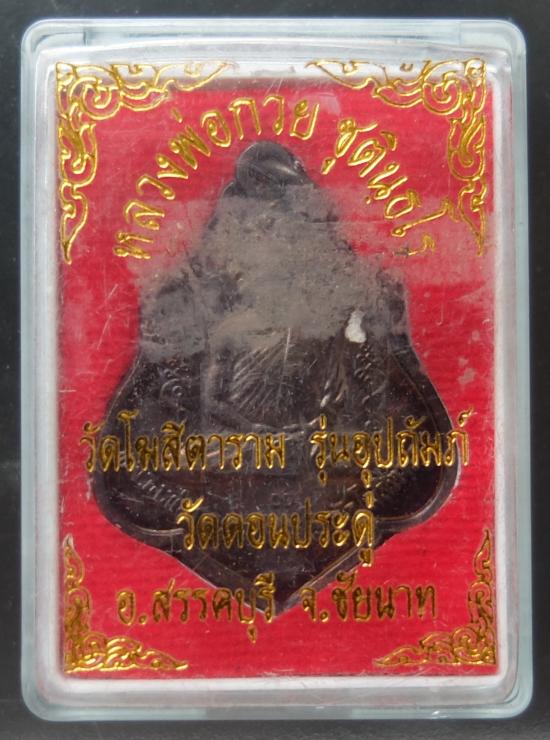 หลวงพ่อกวย ชุตินฺธโร
วัดโฆสิตาราม รุ่นอุปถัมภ์
วัดดอนประดู่
อ.สรรคบุรี จ.ชัยนาท